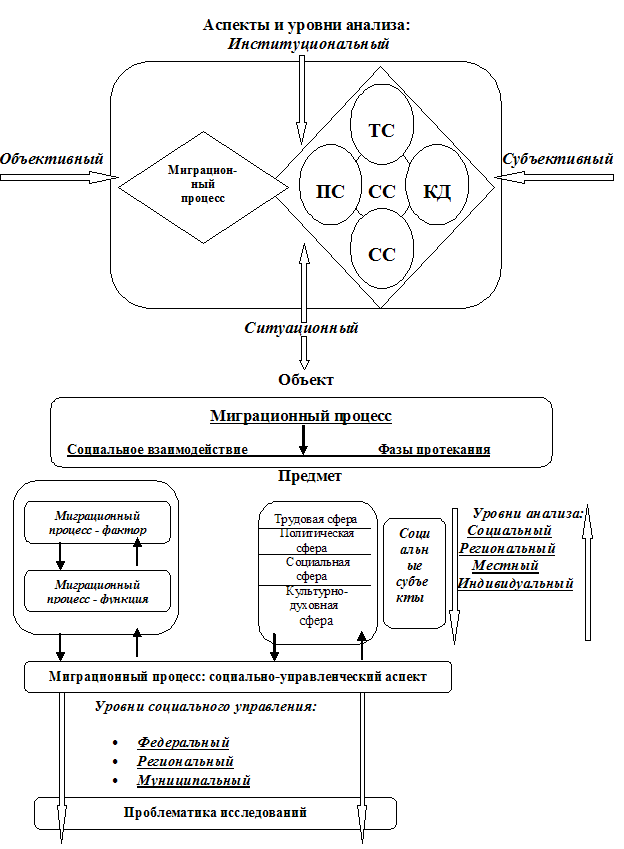 Аспекты и уровни анализа:
Институциональный
Объективный
Субъективный
Миграцион-
ный
процесс
ТС
ПС
СС
КД
СС
Ситуационный
Объект
Миграционный процесс
Социальное взаимодействие
Фазы протекания
Предмет
Миграционный
процесс - фактор
Миграционный
процесс - функция
Трудовая сфера
Политическая
сфера
Социальная
сфера
Культурно-
духовная
сфера
Соци
альн
ые
субъе
кты
Уровни анализа:
Социальный
Региональный
Местный
Индивидуальный
Миграционный процесс: социально-управленческий аспект
Уровни социального управления:
• Федеральный
• Региональный
• Муниципальный
Проблематика исследований